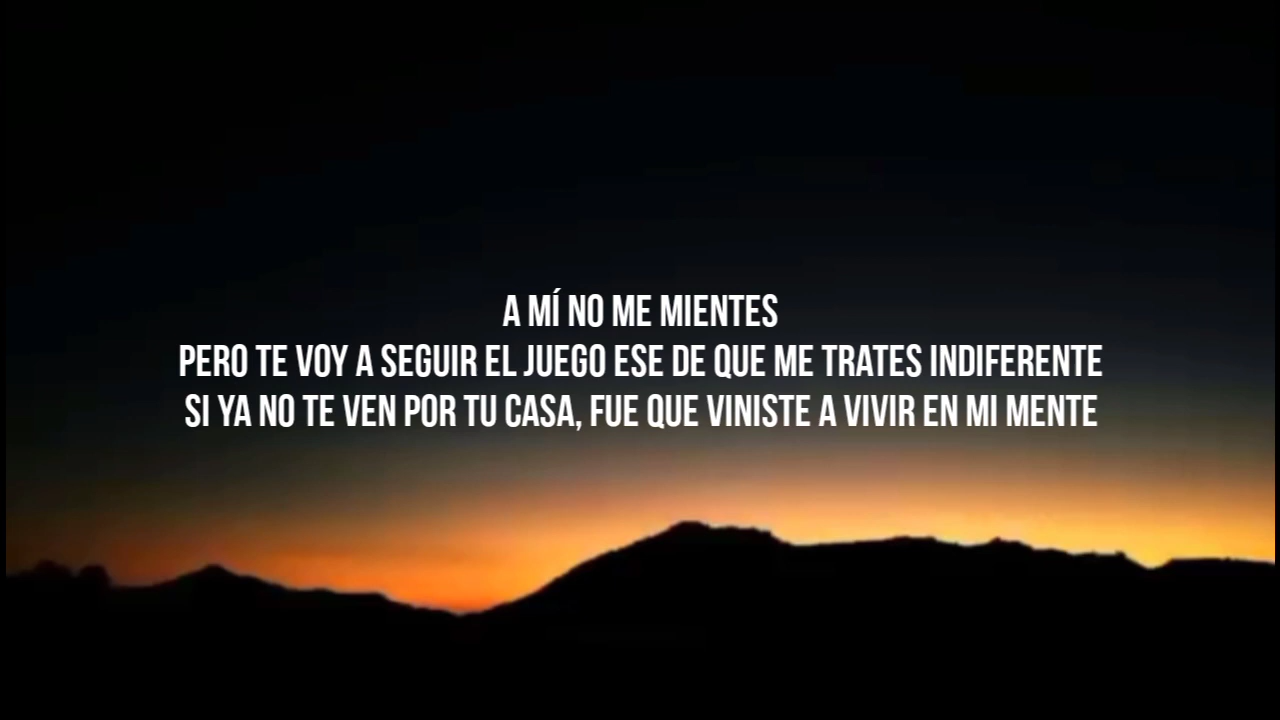 A MÍ NO ME MIENTES
PERO TE VOY A SEGUIR EL JUEGO ESE DE QUE ME TRATES INDIFERENTE
SI YA NO TE VEN POR TU CASA, FUE QUE VINISTE A VIVIR EN MI MENTE